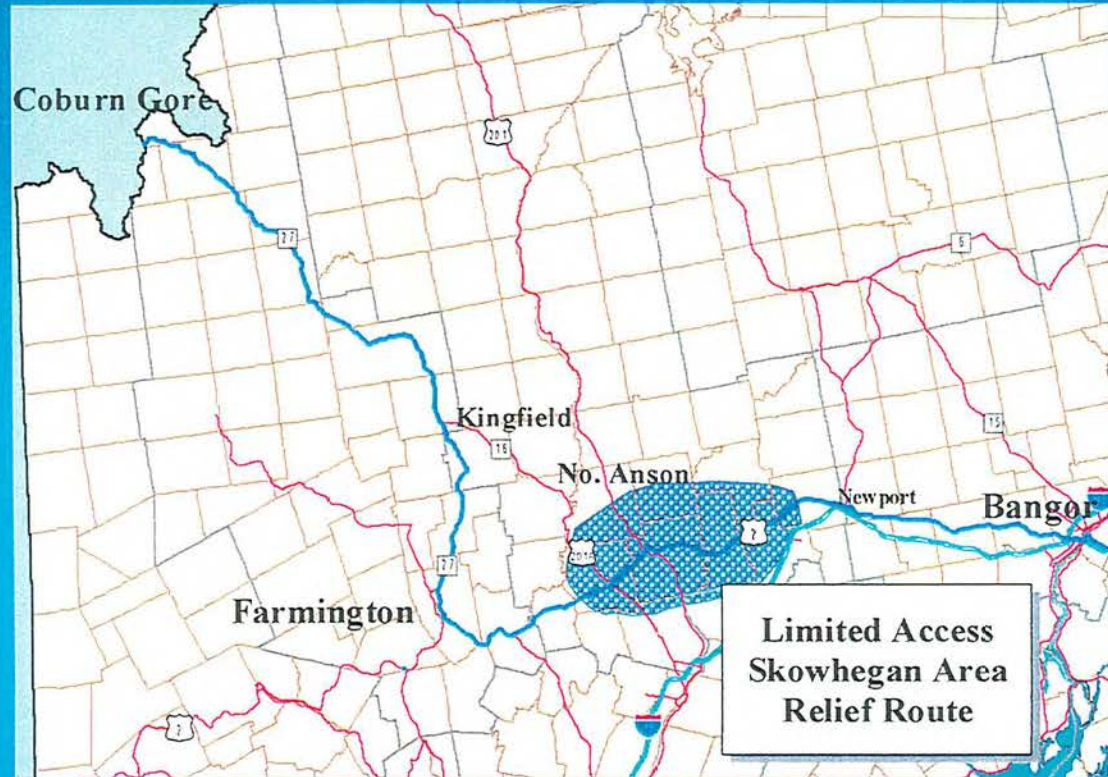 Coburn Gore
201
27
6
Kingfield
16
15
No. Anson
Newport
Bangor
2
201A
27
Farmington
Limited Access
Skowhegan Area
Relief Route
2